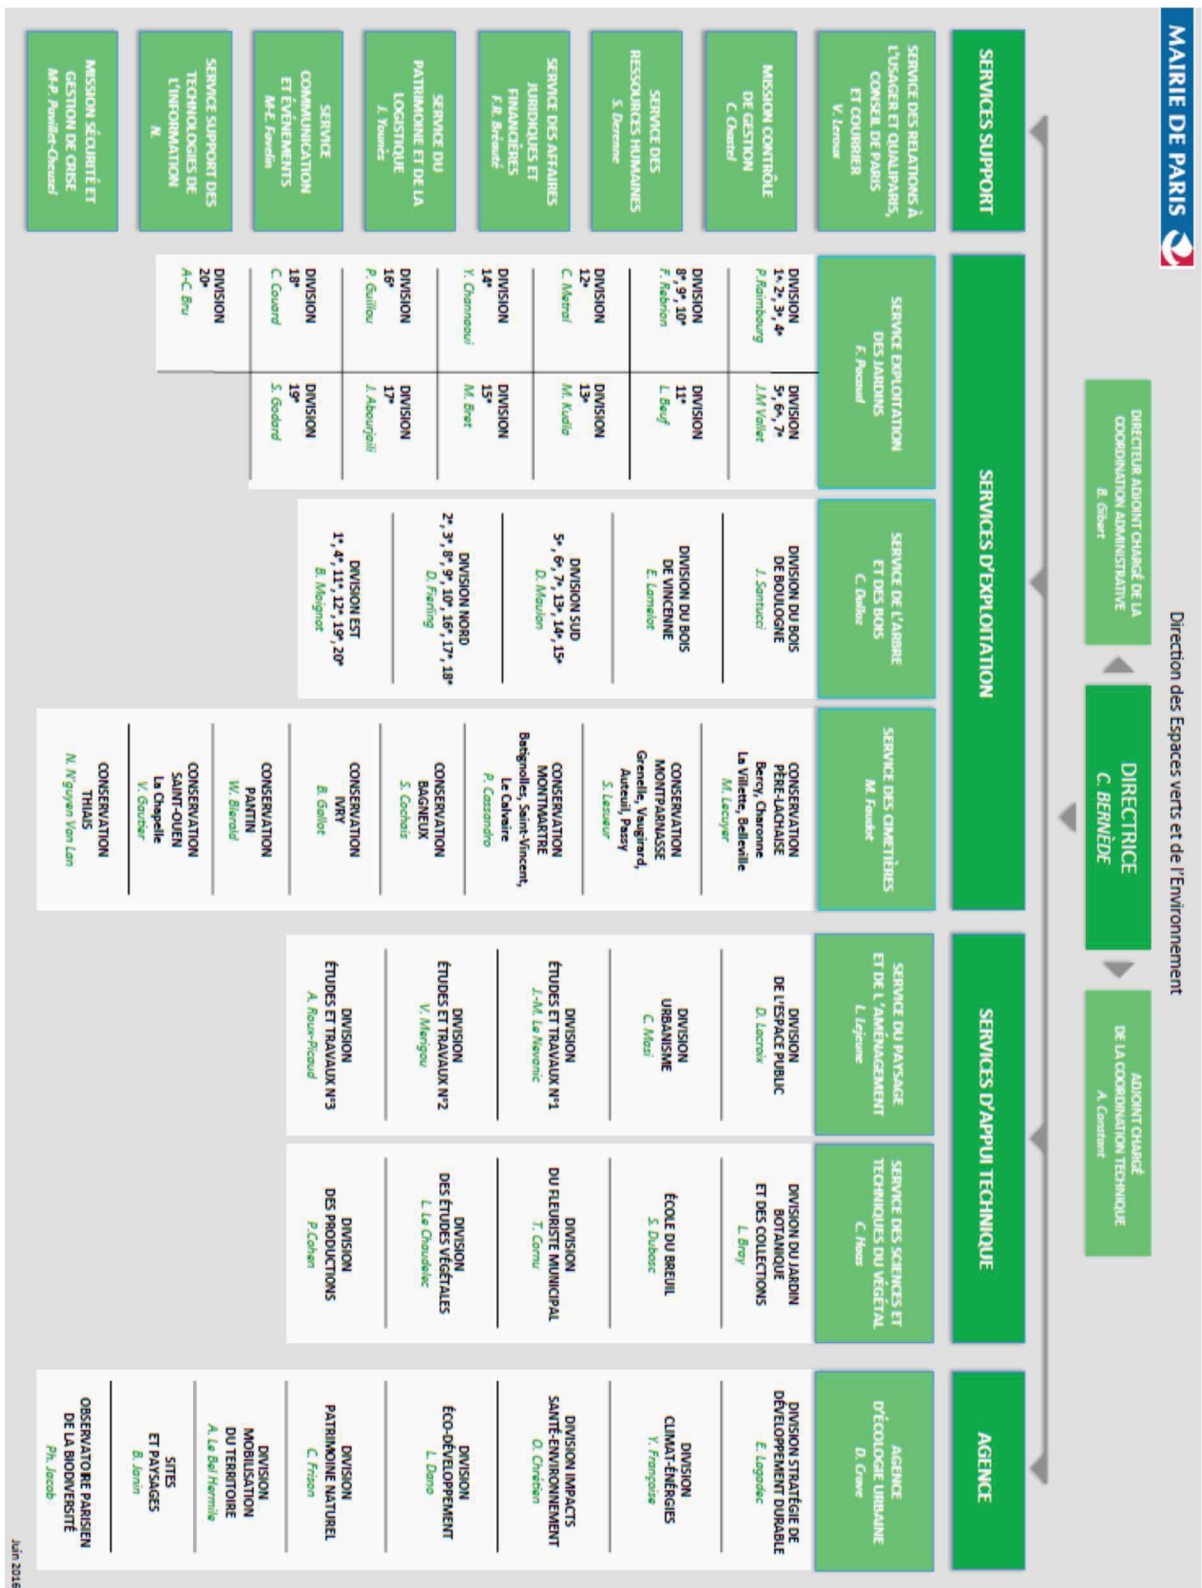 MAIRIE DE PARIS
Direction des Espaces verts et de l'Environnement
DIRECTEUR ADJOINT CHARGÉ DE LA
COORDINATION ADMINISTRATIVE
B. Gibert
DIRECTRICE
C. BERNÈDE
ADJOINT CHARGÉ
DE LA COORDINATION TECHNIQUE
A. Constant
SERVICES SUPPORT
SERVICE DES RELATIONS À
L'USAGER ET QUALIPARIS,
CONSEIL DE PARIS
ET COURRIER
V. Leroux
MISSION CONTRÔLE
DE GESTION
C. Chastel
SERVICE DES
RESSOURCES HUMAINES
S. Derenne
SERVICE DES AFFAIRES
JURIDIQUES ET
FINANCIÈRES
F.R. Bréauté
SERVICE DU
PATRIMOINE ET DE LA
LOGISTIQUE
J. Youniès
SERVICE
COMMUNICATION
ET ÉVÉNEMENTS
M-E. Favelin
SERVICE SUPPORT DES
TECHNOLOGIES DE
L'INFORMATION
N.
MISSION SÉCURITÉ ET
GESTION DE CRISE
M-P. Pavillet-Cheusel
SERVICES D'EXPLOITATION
SERVICE EXPLOITATION
DES JARDINS
F. Pacaud
DIVISION
1ᵉ, 2ᵉ, 3ᵉ, 4ᵉ
P.Raimbourg
DIVISION
5ᵉ, 6ᵉ, 7ᵉ
J.M Vallet
DIVISION
8ᵉ, 9ᵉ, 10ᵉ
F. Rebrion
DIVISION
11ᵉ
L. Beuf
DIVISION
12ᵉ
C. Metral
DIVISION
13ᵉ
M. Kudla
DIVISION
14ᵉ
Y. Channaoui
DIVISION
15ᵉ
M. Bret
DIVISION
16ᵉ
P. Guillou
DIVISION
17ᵉ
J. Abourjaili
DIVISION
18ᵉ
C. Couard
DIVISION
19ᵉ
S. Godard
DIVISION
20ᵉ
A-C. Bru
SERVICE DE L'ARBRE
ET DES BOIS
C. Delloz
DIVISION DU BOIS
DE BOULOGNE
J. Santucci
DIVISION DU BOIS
DE VINCENNE
E. Lamelot
DIVISION SUD
5ᵉ, 6ᵉ, 7ᵉ, 13ᵉ, 14ᵉ, 15ᵉ
D. Maulon
DIVISION NORD
2ᵉ, 3ᵉ, 8ᵉ, 9ᵉ, 10ᵉ, 16ᵉ, 17ᵉ, 18ᵉ
D. Fierling
DIVISION EST
1ᵉ, 4ᵉ, 11ᵉ, 12ᵉ, 19ᵉ, 20ᵉ
B. Moignot
SERVICE DES CIMETIÈRES
M. Faudot
CONSERVATION
PÈRE-LACHAISE
Bercy, Charonne
La Villette, Belleville
M. Lecuyer
CONSERVATION
MONTPARNASSE
Grenelle, Vaugirard,
Auteuil, Passy
S. Lesueur
CONSERVATION
MONTMARTRE
Batignolles, Saint-Vincent,
Le Calvaire
P. Cassandro
CONSERVATION
BAGNEUX
S. Cochais
CONSERVATION
IVRY
B. Gallot
CONSERVATION
PANTIN
W. Bierald
CONSERVATION
SAINT-OUEN
La Chapelle
V. Gautier
CONSERVATION
THIAIS
N. N'guyen Van Lan
SERVICES D'APPUI TECHNIQUE
SERVICE DU PAYSAGE
ET DE L'AMÉNAGEMENT
L. Lejeune
DIVISION
DE L'ESPACE PUBLIC
D. Lacroix
DIVISION
URBANISME
C. Masi
DIVISION
ÉTUDES ET TRAVAUX N°1
J.-M. Le Nevanic
DIVISION
ÉTUDES ET TRAVAUX N°2
V. Merigou
DIVISION
ÉTUDES ET TRAVAUX N°3
A. Roux-Picaud
SERVICE DES SCIENCES ET
TECHNIQUES DU VÉGÉTAL
C. Haas
DIVISION DU JARDIN
BOTANIQUE
ET DES COLLECTIONS
L. Bray
ÉCOLE DU BREUIL
S. Dubosc
DIVISION
DU FLEURISTE MUNICIPAL
T. Cornu
DIVISION
DES ÉTUDES VÉGÉTALES
L. Le Chaudelec
DIVISION
DES PRODUCTIONS
P.Cohen
AGENCE
AGENCE
D'ÉCOLOGIE URBAINE
D. Crave
DIVISION STRATÉGIE DE
DÉVELOPPEMENT DURABLE
E. Lagadec
DIVISION
CLIMAT-ÉNERGIES
Y. Françoise
DIVISION IMPACTS
SANTÉ-ENVIRONNEMENT
O. Chrétien
DIVISION
ÉCO-DÉVELOPPEMENT
L. Dana
DIVISION
PATRIMOINE NATUREL
C. Frison
DIVISION
MOBILISATION
DU TERRITOIRE
A. Le Bel Hermile
SITES
ET PAYSAGES
B. Janin
OBSERVATOIRE PARISIEN
DE LA BIODIVERSITÉ
Ph. Jacob
Juin 2016